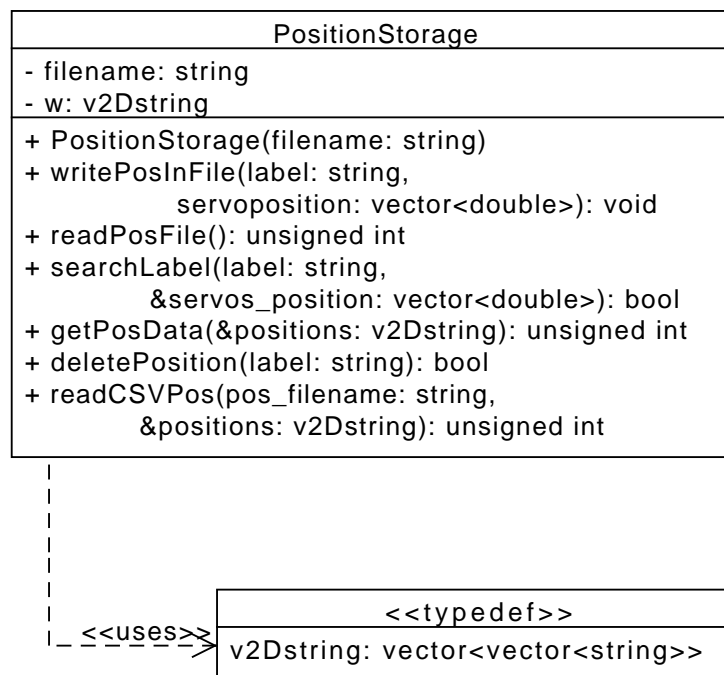 PositionStorage
- filename: string
- w: v2Dstring
+ PositionStorage(filename: string)
+ writePosInFile(label: string,
servoposition: vector<double>): void
+ readPosFile(): unsigned int
+ searchLabel(label: string,
&servos_position: vector<double>): bool
+ getPosData(&positions: v2Dstring): unsigned int
+ deletePosition(label: string): bool
+ readCSVPos(pos_filename: string,
&positions: v2Dstring): unsigned int
<<typedef>>
<<uses>>
v2Dstring: vector<vector<string>>